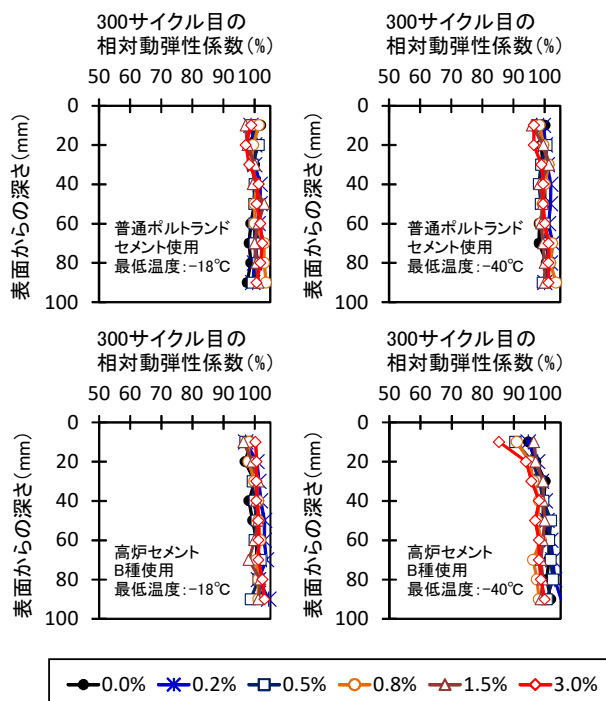 300サイクル目の
相対動弾性係数(%)
50 60 70 80 90 100
0
20
40
60
80
100
表面からの深さ(mm)
普通ポルトランド
セメント使用
最低温度:-18℃
300サイクル目の
相対動弾性係数(%)
50 60 70 80 90 100
0
20
40
60
80
100
表面からの深さ(mm)
普通ポルトランド
セメント使用
最低温度:-40℃
300サイクル目の
相対動弾性係数(%)
50 60 70 80 90 100
0
20
40
60
80
100
表面からの深さ(mm)
高炉セメント
B種使用
最低温度:-18℃
300サイクル目の
相対動弾性係数(%)
50 60 70 80 90 100
0
20
40
60
80
100
表面からの深さ(mm)
高炉セメント
B種使用
最低温度:-40℃
0.0% 0.2% 0.5% 0.8% 1.5% 3.0%